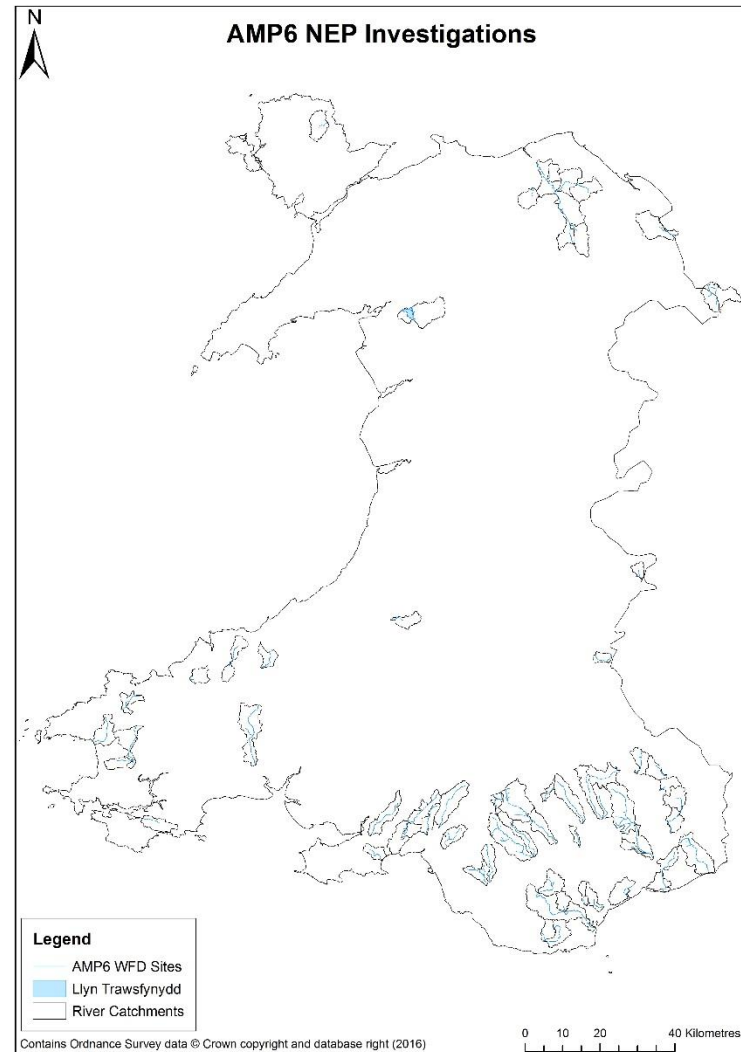 AMP6 NEP Investigations
N
Legend
AMP6 WFD Sites
Llyn Trawsfynydd
River Catchments
Contains Ordnance Survey data © Crown copyright and database right (2016)
0 10 20 40 Kilometres